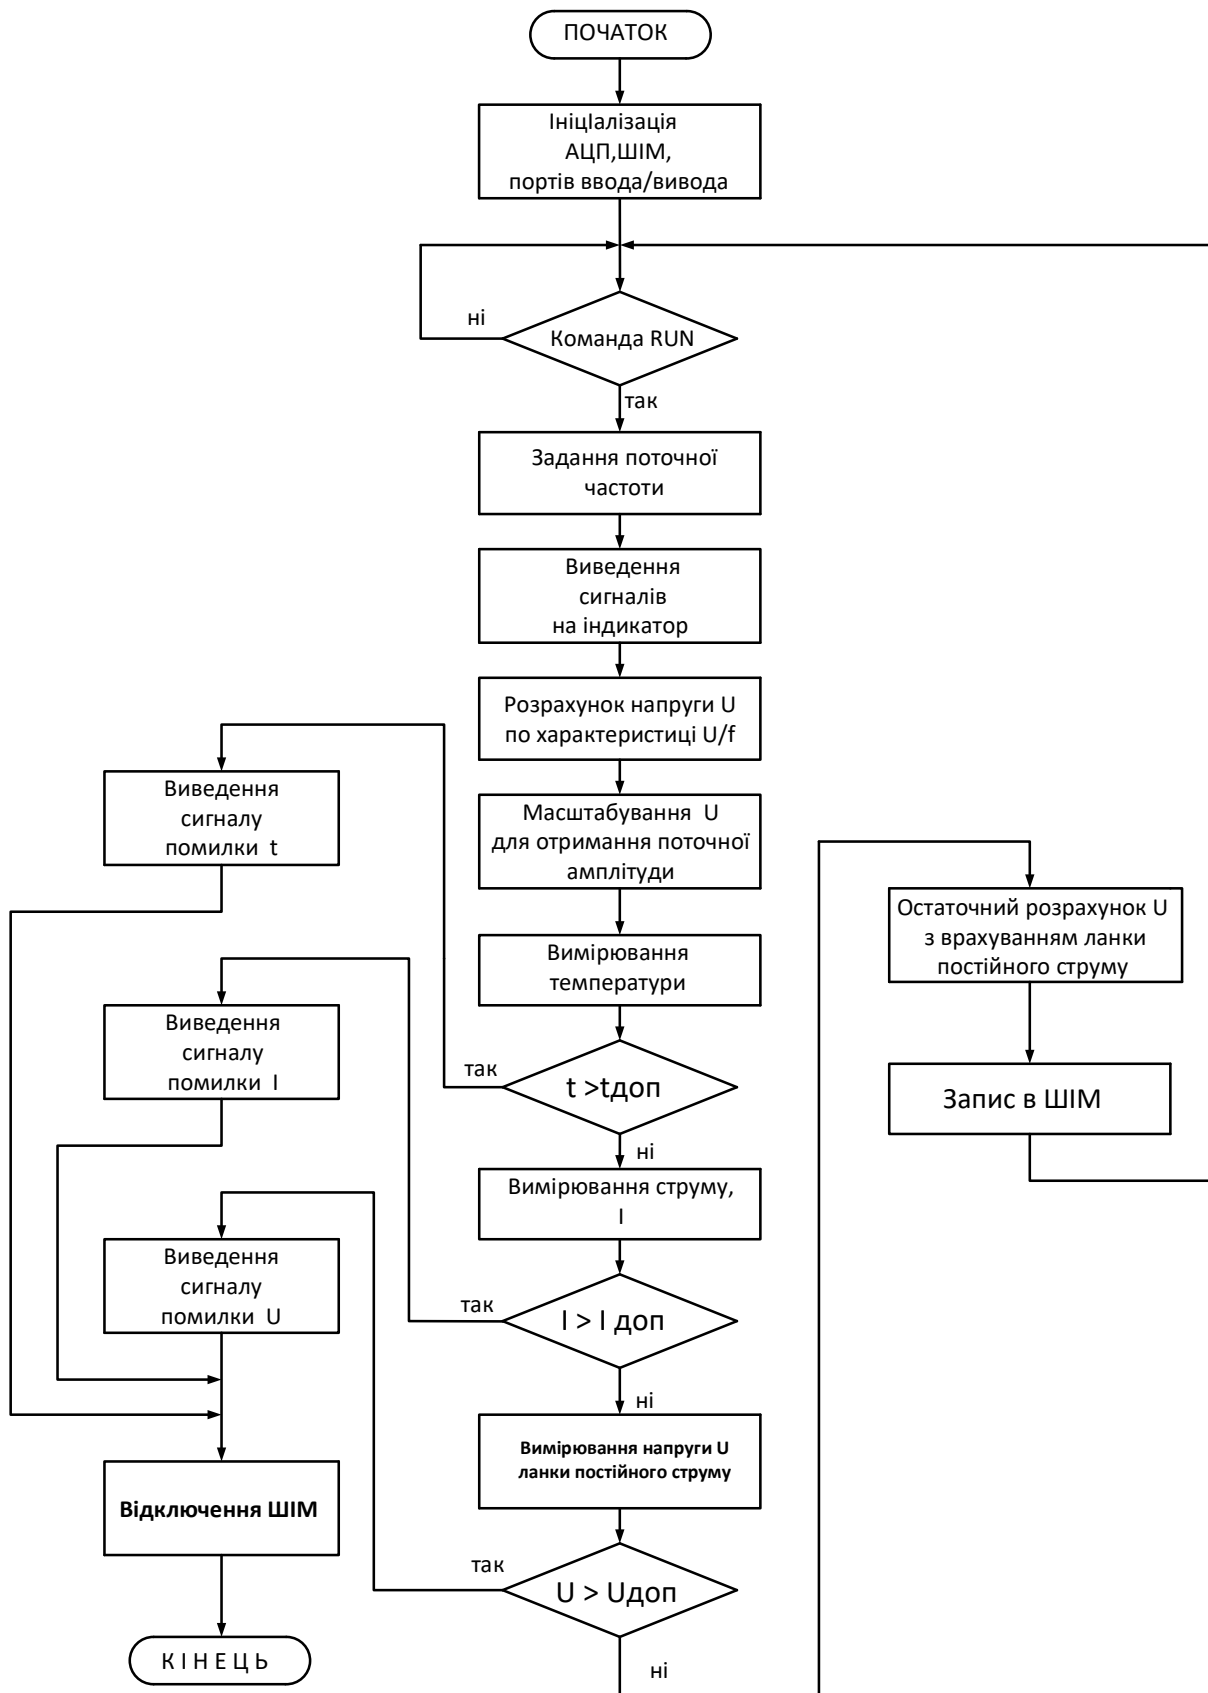 ПОЧАТОК
ІніцІалізація
АЦП,ШІМ,
портів ввода/вивода
ні
Команда RUN
так
Задання поточної
частоти
Виведення
сигналів
на індикатор
Розрахунок напруги U
по характеристиці U/f
Виведення
сигналу
помилки t
Масштабування U
для отримання поточної
амплітуди
Остаточний розрахунок U
з врахуванням ланки
постійного струму
Вимірювання
температури
Виведення
сигналу
помилки I
так
t >tдоп
Запис в ШІМ
ні
Вимірювання струму,
I
Виведення
сигналу
помилки U
так
I > I доп
ні
Вимірювання напруги U
ланки постійного струму
Відключення ШІМ
так
U > Uдоп
К І Н Е Ц Ь
ні